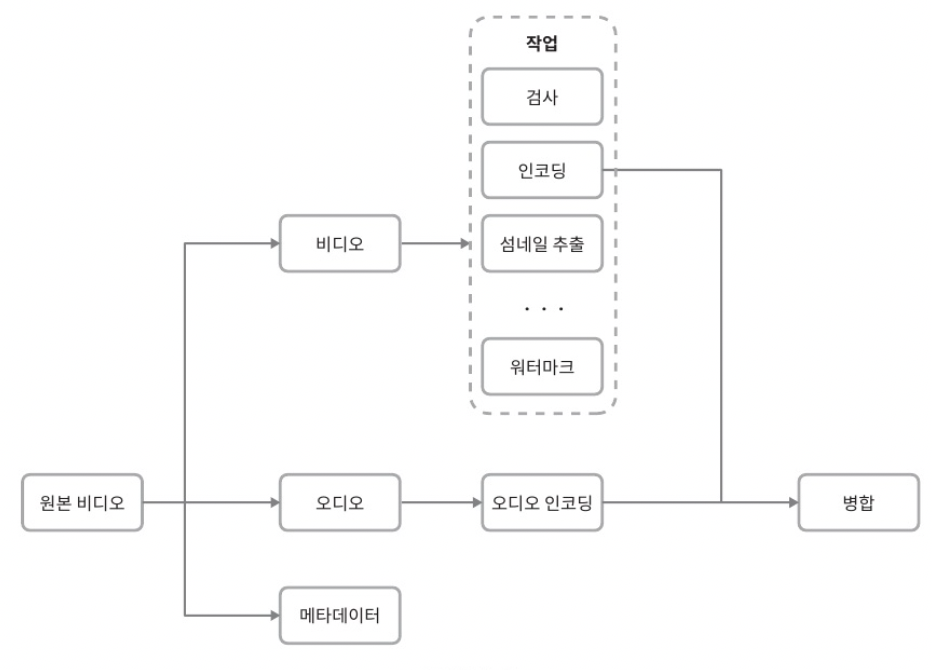 작업
검사
인코딩
섬네일 추출
. . .
워터마크
비디오
원본 비디오
오디오
오디오 인코딩
병합
메타데이터